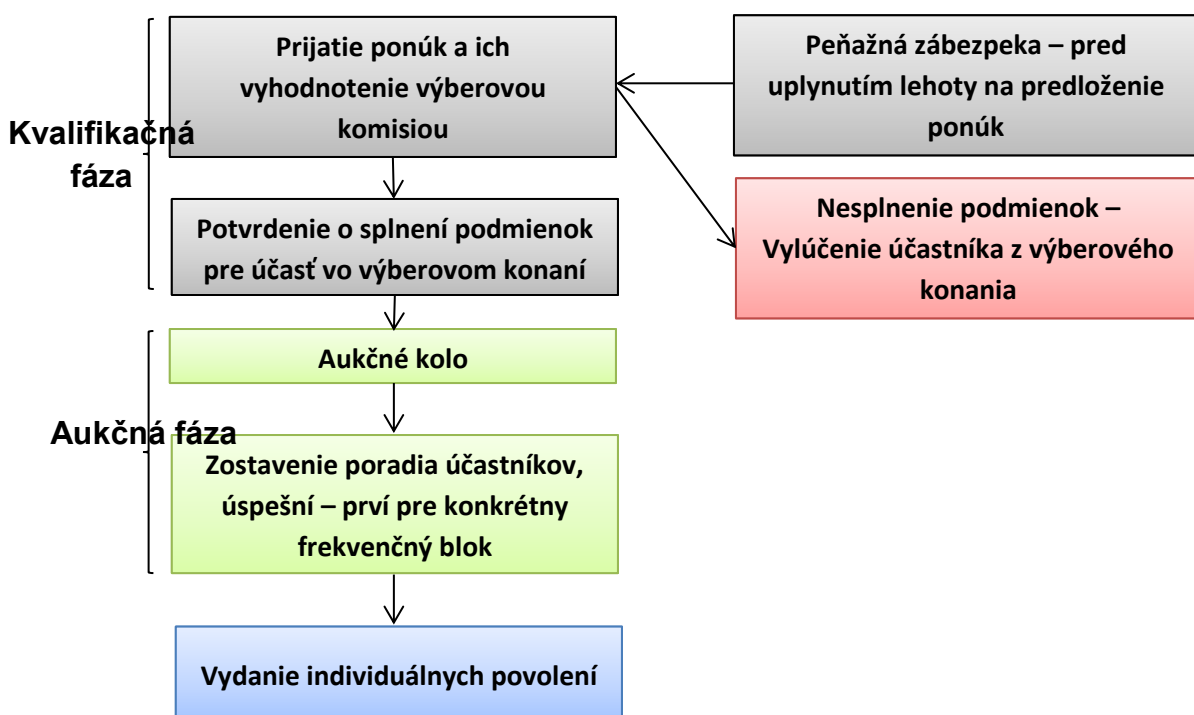 Kvalifikačná
fáza
Prijatie ponúk a ich
vyhodnotenie výberovou
komisiou
Peňažná zábezpeka – pred
uplynutím lehoty na predloženie
ponúk
Potvrdenie o splnení podmienok
pre účasť vo výberovom konaní
Nesplnenie podmienok –
Vylúčenie účastníka z výberového
konania
Aukčná fáza
Aukčné kolo
Zostavenie poradia účastníkov,
úspešní – prví pre konkrétny
frekvenčný blok
Vydanie individuálnych povolení